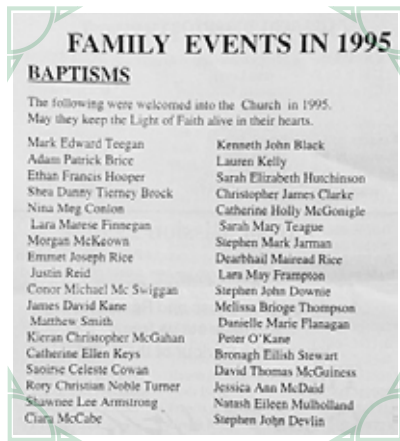 FAMILY EVENTS IN 1995
BAPTISMS
The following were welcomed into the Church in 1995.
May they keep the Light of Faith alive in their hearts.
Mark Edward Teegan
Adam Patrick Brice
Ethan Francis Hooper
Shea Danny Tierney Brock
Nina Meg Conlon
Lara Marese Finnegan
Morgan McKeown
Emmet Joseph Rice
Justin Reid
Conor Michael Mc Swiggan
James David Kane
Matthew Smith
Kieran Christopher McGahan
Catherine Ellen Keys
Saoirse Celeste Cowan
Rory Christian Noble Turner
Shawnee Lee Armstrong
Ciara McCabe
Kenneth John Black
Lauren Kelly
Sarah Elizabeth Hutchinson
Christopher James Clarke
Catherine Holly McGonigle
Sarah Mary Teague
Stephen Mark Jarman
Dearbhail Mairead Rice
Lara May Frampton
Stephen John Downie
Melissa Brioge Thompson
Danielle Marie Flanagan
Peter O'Kane
Bronagh Eilish Stewart
David Thomas McGuiness
Jessica Ann McDaid
Natash Eileen Mulholland
Stephen John Devlin